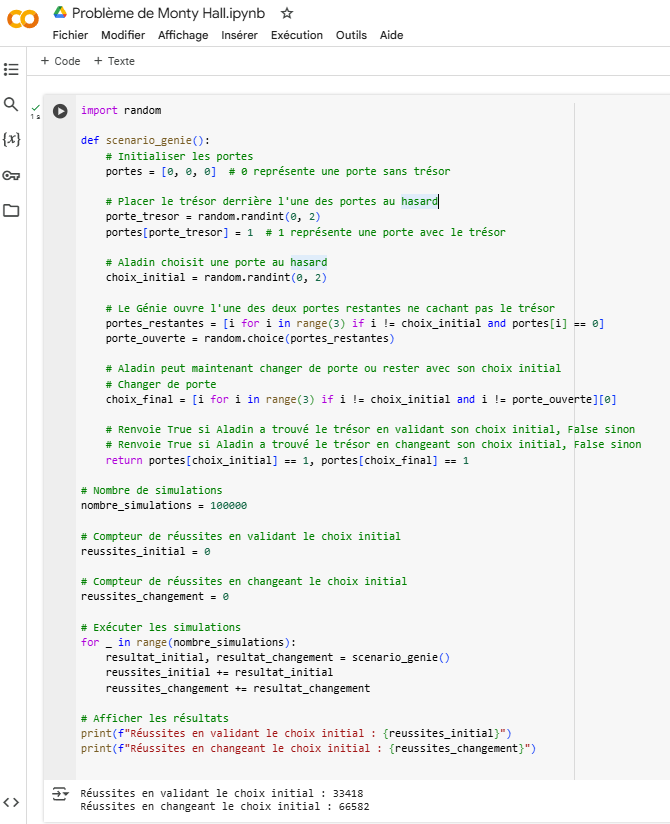 Problème de Monty Hall.ipynb
Fichier Modifier Affichage Insérer Exécution Outils Aide
+ Code + Texte
1 s
import random
def scenario_genie():
# Initialiser les portes
portes = [0, 0, 0] # 0 représente une porte sans trésor
# Placer le trésor derrière l'une des portes au hasard
porte_tresor = random.randint(0, 2)
portes[porte_tresor] = 1 # 1 représente une porte avec le trésor
# Aladin choisit une porte au hasard
choix_initial = random.randint(0, 2)
# Le Génie ouvre l'une des deux portes restantes ne cachant pas le trésor
portes_restantes = [i for i in range(3) if i != choix_initial and portes[i] == 0]
porte_ouverte = random.choice(portes_restantes)
# Aladin peut maintenant changer de porte ou rester avec son choix initial
# Changer de porte
choix_final = [i for i in range(3) if i != choix_initial and i != porte_ouverte][0]
# Renvoie True si Aladin a trouvé le trésor en validant son choix initial, False sinon
# Renvoie True si Aladin a trouvé le trésor en changeant son choix initial, False sinon
return portes[choix_initial] == 1, portes[choix_final] == 1
# Nombre de simulations
nombre_simulations = 100000
# Compteur de réussites en validant le choix initial
reussites_initial = 0
# Compteur de réussites en changeant le choix initial
reussites_changement = 0
# Exécuter les simulations
for _ in range(nombre_simulations):
resultat_initial, resultat_changement = scenario_genie()
reussites_initial += resultat_initial
reussites_changement += resultat_changement
# Afficher les résultats
print(f"Réussites en validant le choix initial : {reussites_initial}")
print(f"Réussites en changeant le choix initial : {reussites_changement}")
Réussites en validant le choix initial : 33418
Réussites en changeant le choix initial : 66582